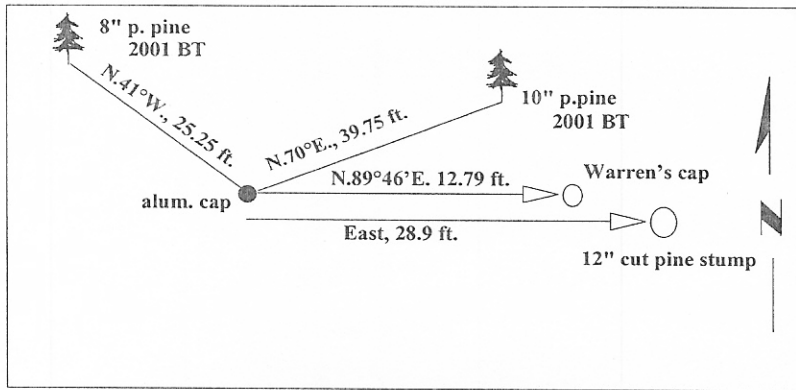 8" p. pine
2001 BT
N.41°W., 25.25 ft.
10" p.pine
2001 BT
N.70°E., 39.75 ft.
N.89°46'E. 12.79 ft.
Warren's cap
alum. cap
East, 28.9 ft.
12" cut pine stump
N